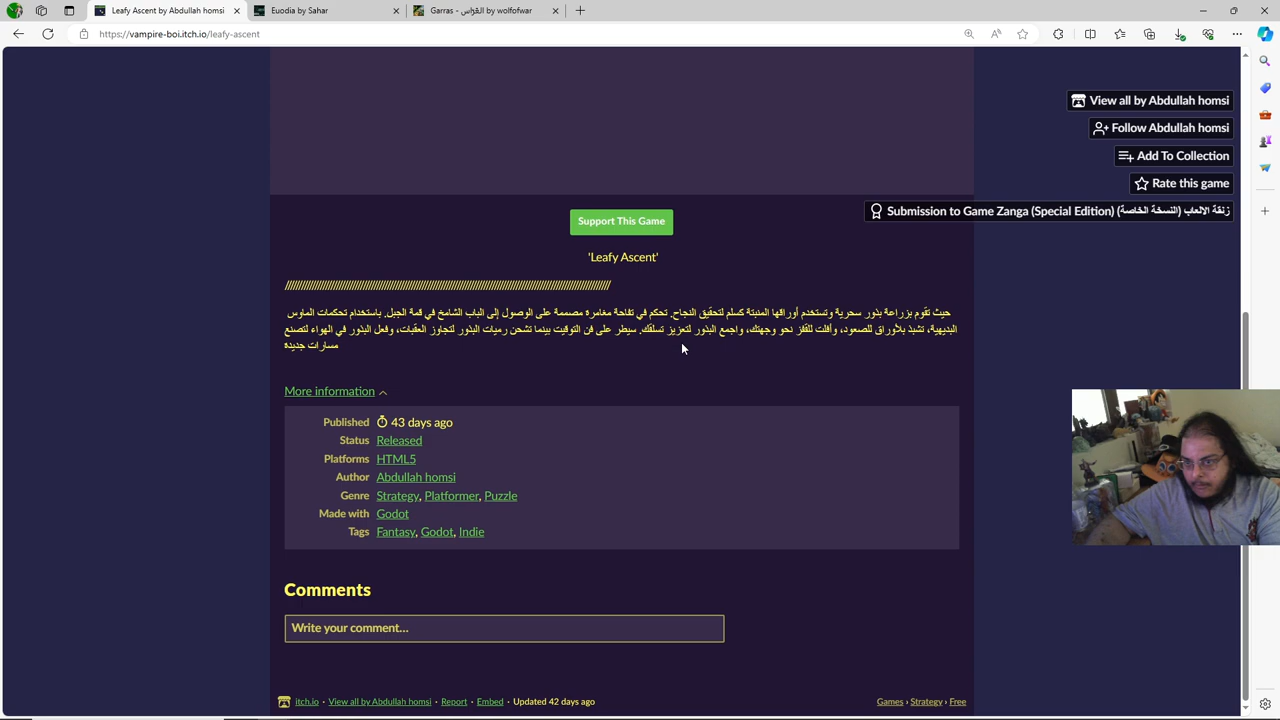 Leafy Ascent by Abdullah homsi
Euodia by Sahar
Garras - القراس by wolfofwar
https://vampire-boi.itch.io/leafy-ascent
View all by Abdullah homsi
Follow Abdullah homsi
Add To Collection
Rate this game
Submission to Game Zanga (Special Edition) زنقة الالعاب (النسخة الخاصة)
Support This Game
'Leafy Ascent'
////////////////////////////////////////////////////////////////////////////////////////////////////////////
حيث تقوم بزراعة بذور سحرية وتستخدم أوراقها المنبتة كسلم لتحقيق النجاح. تحكم في تفاحة مغامرة مصممة على الوصول إلى الباب الشامخ في قمة الجبل. باستخدام تحكمات الماوس
البديهية، تشبذ بلأوراق للصعود، وأفلت للقفز نحو وجهتك، واجمع البذور لتعزيز تسلقك. سيطر على فن التوقيت بينما تشحن رميات البذور لتجاوز العقبات، وفعل البذور في الهواء لتصنع
مسارات جديدة
More information
Published 43 days ago
Status Released
Platforms HTML5
Author Abdullah homsi
Genre Strategy, Platformer, Puzzle
Made with Godot
Tags Fantasy, Godot, Indie
Comments
Write your comment...
itch.io · View all by Abdullah homsi · Report · Embed · Updated 42 days ago
Games › Strategy › Free